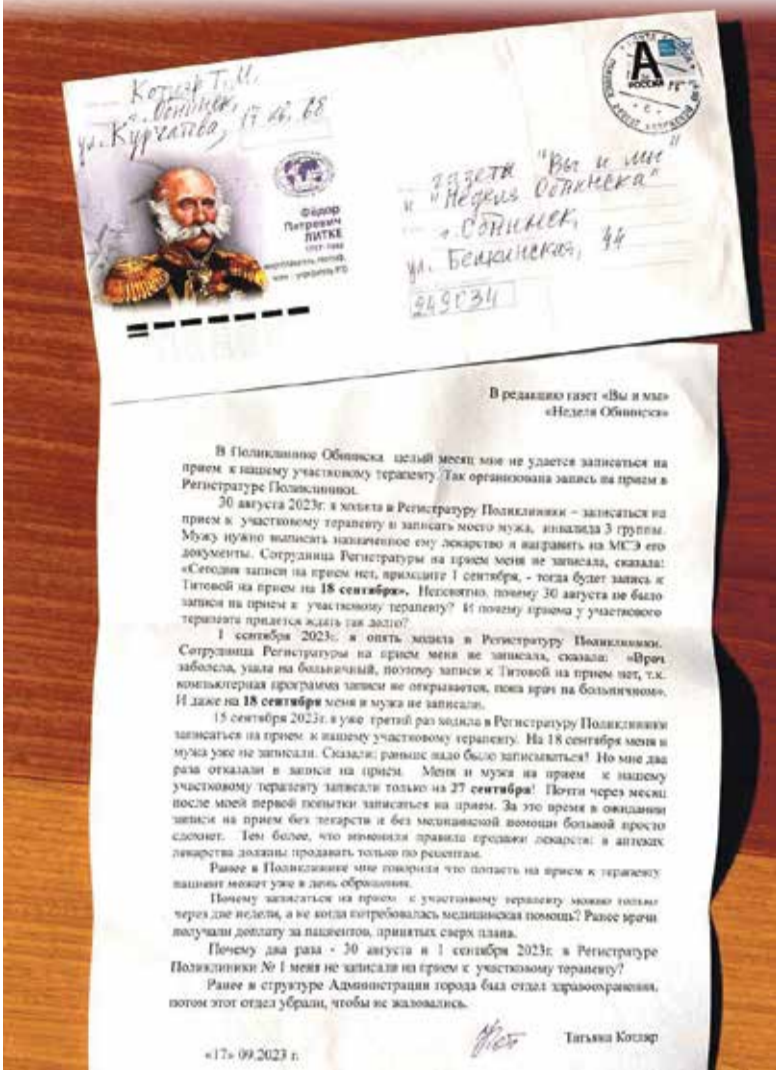 Котляр Т.М.
г. Обнинск,
ул. Курчатова,
А
РОССИЯ
Фёдор
Петрович
ЛИТКЕ
1797-1882
газета "Вы и мы"
и "Неделя Обнинска"
г. Обнинск,
ул. Белкинская, 44
249034
В редакцию газет «Вы и мы»
«Неделя Обнинска»
В Поликлинике Обнинска целый месяц мне не удается записаться на
прием к нашему участковому терапевту. Так организована запись на прием в
Регистратуре Поликлиники.
30 августа 2023г. я ходила в Регистратуру Поликлиники – записаться на
прием к участковому терапевту и записать моего мужа, инвалида 3 группы.
Мужу нужно выписать назначенное ему лекарство и направить на МСЭ его
документы. Сотрудница Регистратуры на прием меня не записала, сказала:
«Сегодня записи на прием нет, приходите 1 сентября, - тогда будет запись к
Титовой на прием на 18 сентября». Непонятно, почему 30 августа не было
записи на прием к участковому терапевту? И почему приема у участкового
терапевта придется ждать так долго?
1 сентября 2023г. я опять ходила в Регистратуру Поликлиники.
Сотрудница Регистратуры на прием меня не записала, сказала: «Врач
заболела, ушла на больничный, поэтому записи к Титовой на прием нет, т.к.
компьютерная программа записи не открывается, пока врач на больничном».
И даже на 18 сентября меня и мужа не записали.
15 сентября 2023г. я уже третий раз ходила в Регистратуру Поликлиники
записаться на прием к нашему участковому терапевту. На 18 сентября меня и
мужа уже не записали. Сказали: раньше надо было записываться! Но мне два
раза отказали в записи на прием. Меня и мужа на прием к нашему
участковому терапевту записали только на 27 сентября! Почти через месяц
после моей первой попытки записаться на прием. За это время в ожидании
записи на прием без лекарств и без медицинской помощи больной просто
сдохнет. Тем более, что изменили правила продажи лекарств: в аптеках
лекарства должны продавать только по рецептам.
Ранее в Поликлинике мне говорили что попасть на прием к терапевту
пациент может уже в день обращения.
Почему записаться на прием к участковому терапевту можно только
через две недели, а не когда потребовалась медицинская помощь? Ранее врачи
получали доплату за пациентов, принятых сверх плана.
Почему два раза - 30 августа и 1 сентября 2023г. в Регистратуре
Поликлиники № 1 меня не записали на прием к участковому терапевту?
Ранее в структуре Администрации города был отдел здравоохранения,
потом этот отдел убрали, чтобы не жаловались.
Татьяна Котляр
«17» 09.2023 г.